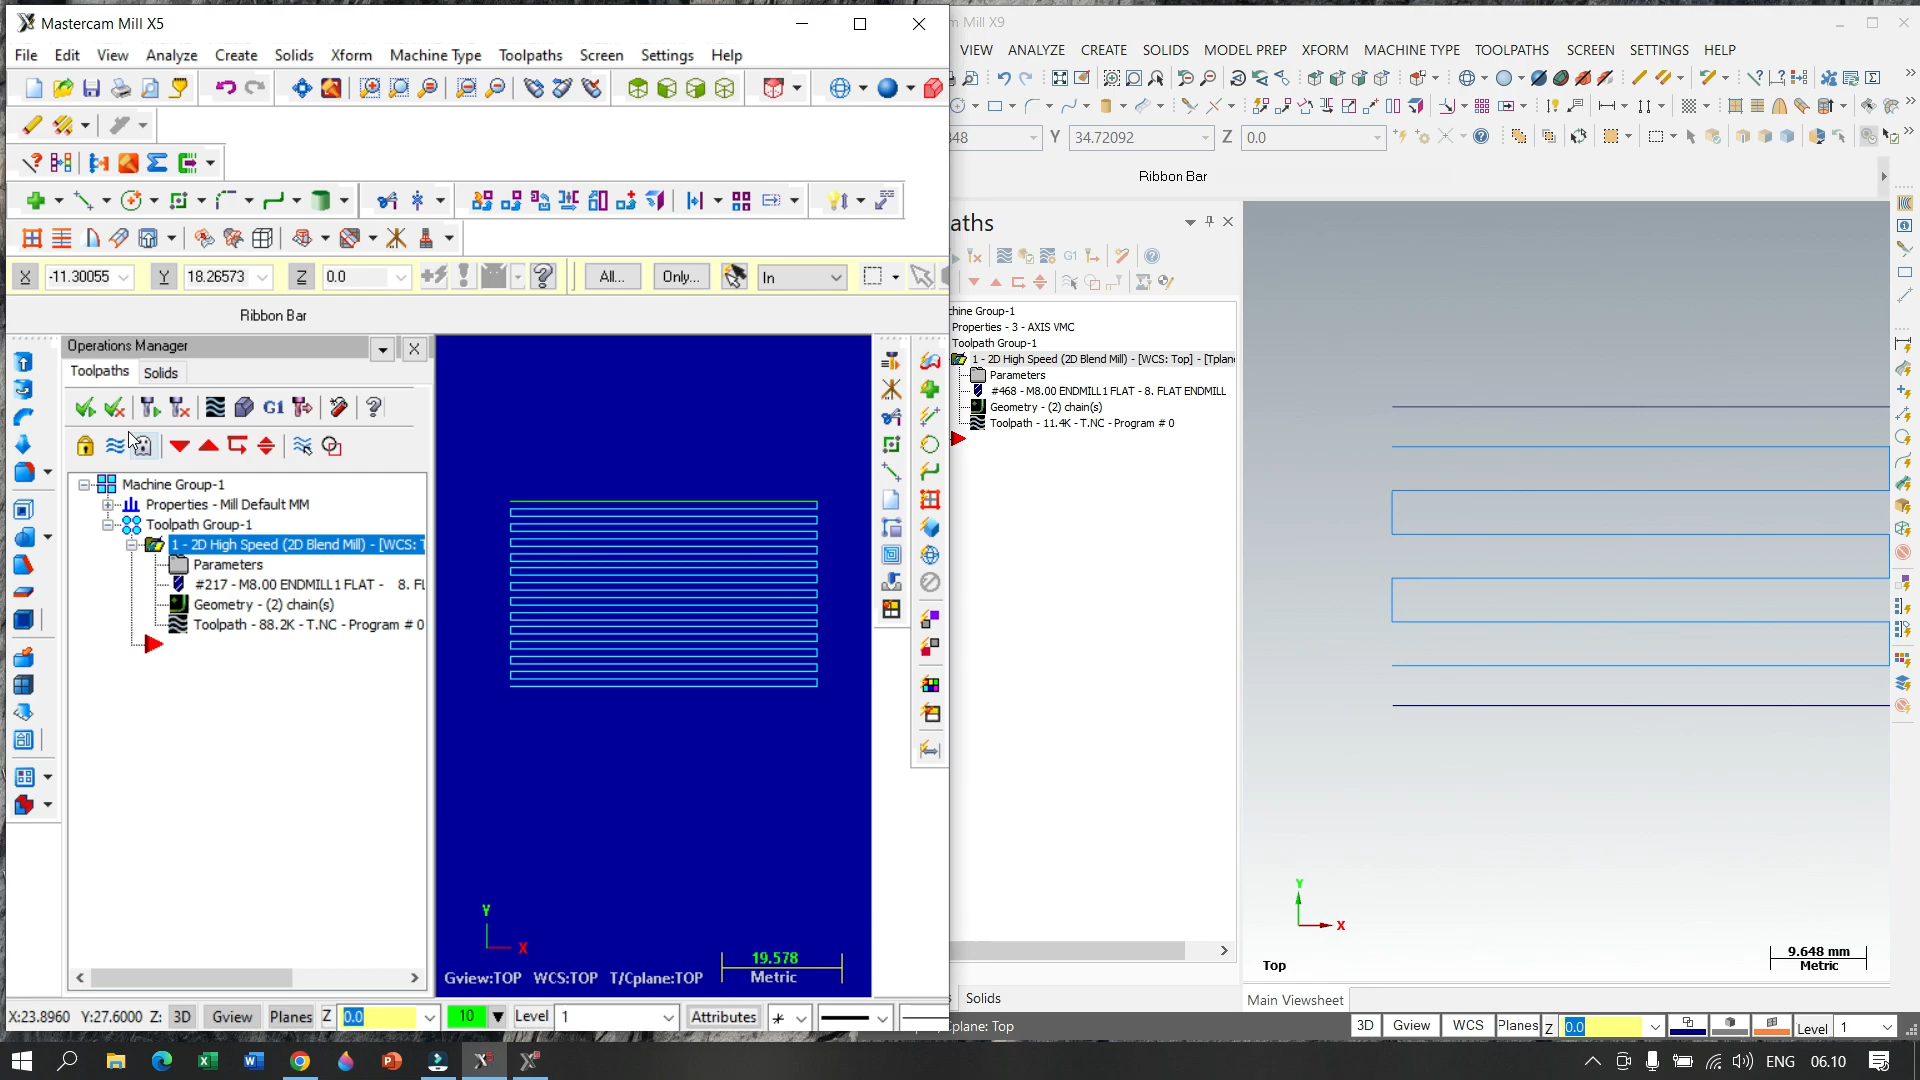 Mastercam Mill X5
File Edit View Analyze Create Solids Xform Machine Type Toolpaths Screen Settings Help
X -11.30055 Y 18.26573 Z 0.0 All... Only... In
Ribbon Bar
Operations Manager
Toolpaths Solids
G1
Machine Group-1
Properties - Mill Default MM
Toolpath Group-1
1 - 2D High Speed (2D Blend Mill) - [WCS: T
Parameters
#217 - M8.00 ENDMILL1 FLAT - 8. FL
Geometry - (2) chain(s)
Toolpath - 88.2K - T.NC - Program # 0
Y
X
19.578
Metric
Gview:TOP WCS:TOP T/Cplane:TOP
X:23.8960 Y:27.6000 Z: 3D Gview Planes Z 0.0 10 Level 1 Attributes
m Mill X9
VIEW ANALYZE CREATE SOLIDS MODEL PREP XFORM MACHINE TYPE TOOLPATHS SCREEN SETTINGS HELP
348 Y 34.72092 Z 0.0
Ribbon Bar
aths
G1
hine Group-1
Properties - 3 - AXIS VMC
Toolpath Group-1
1 - 2D High Speed (2D Blend Mill) - [WCS: Top] - [Tplan
Parameters
#468 - M8.00 ENDMILL1 FLAT - 8. FLAT ENDMILL
Geometry - (2) chain(s)
Toolpath - 11.4K - T.NC - Program # 0
Y
X
Top
9.648 mm
Metric
Solids
Main Viewsheet
plane: Top
3D Gview WCS Planes Z 0.0 Level 1
ENG 06.10